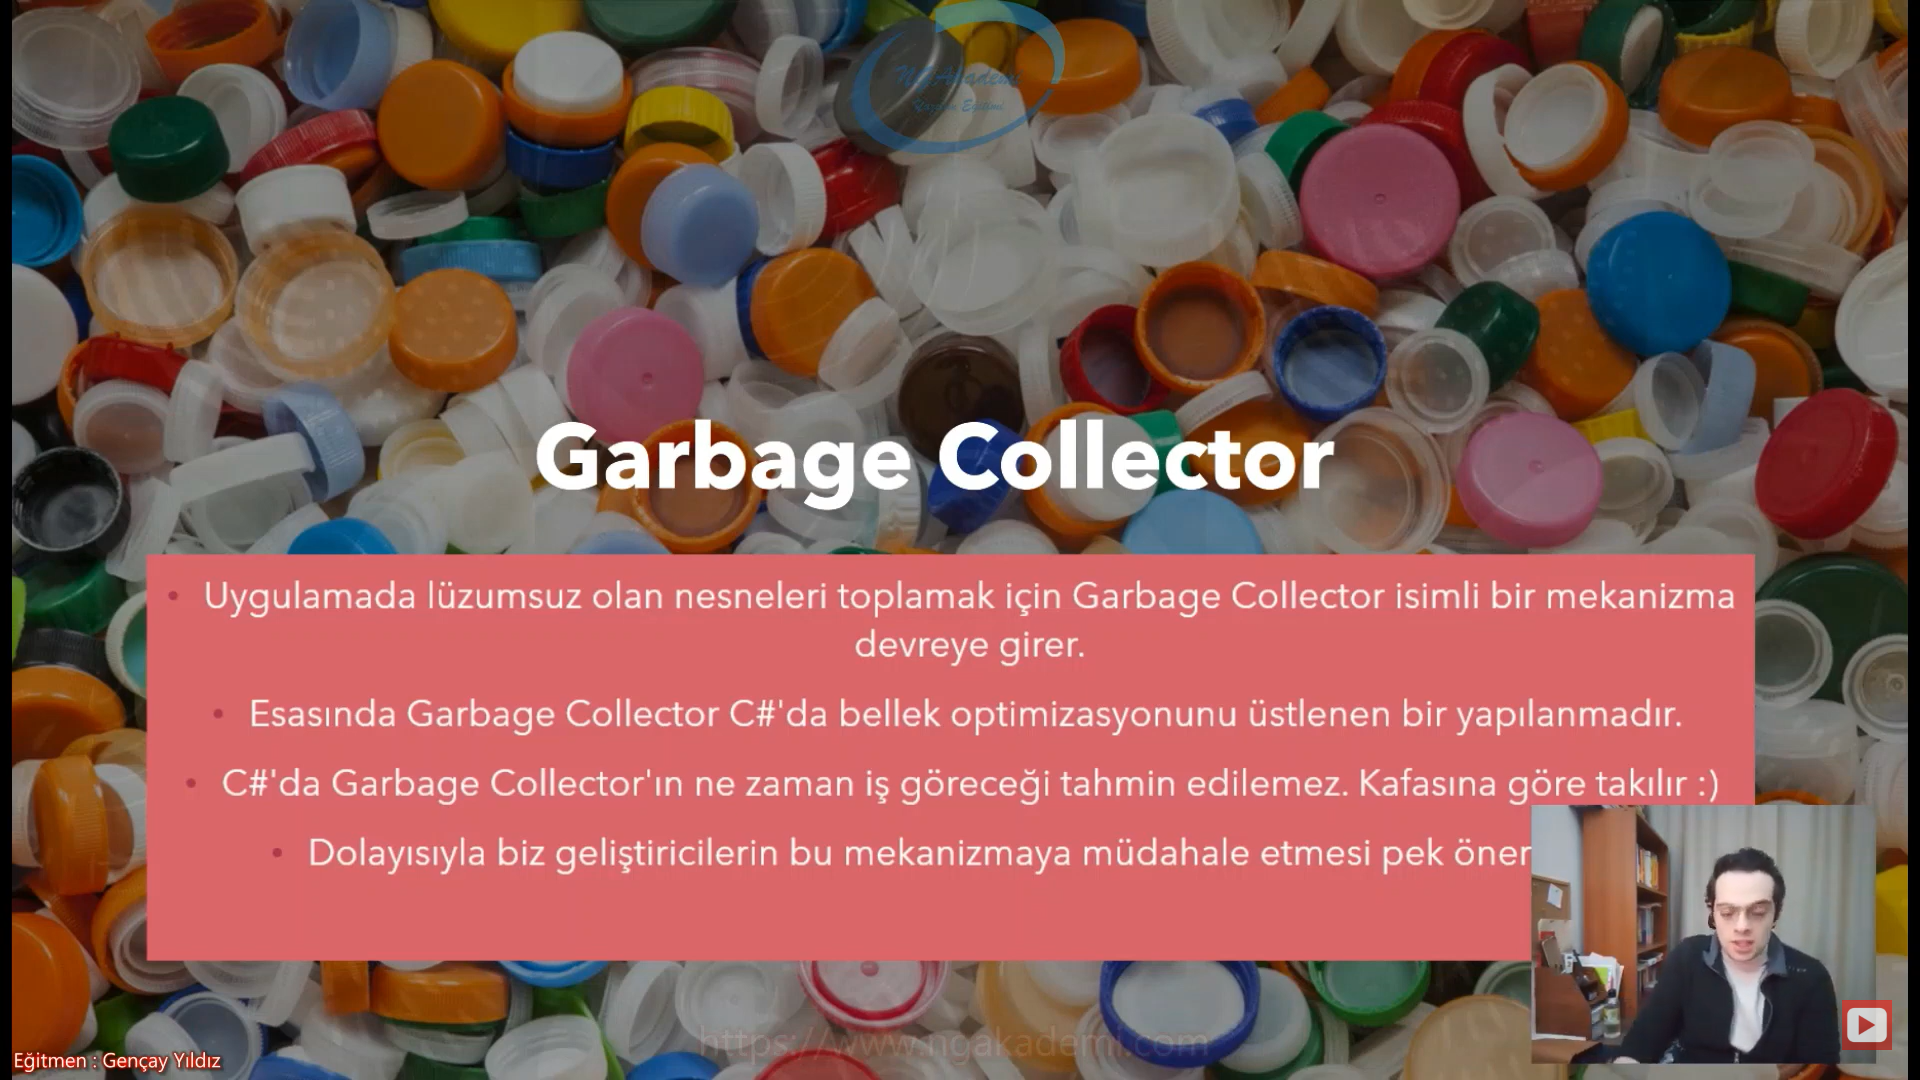 NGAkademi
Yazılım Eğitimi
Garbage Collector
• Uygulamada lüzumsuz olan nesneleri toplamak için Garbage Collector isimli bir mekanizma
devreye girer.
• Esasında Garbage Collector C#'da bellek optimizasyonunu üstlenen bir yapılanmadır.
• C#'da Garbage Collector'ın ne zaman iş göreceği tahmin edilemez. Kafasına göre takılır :)
• Dolayısıyla biz geliştiricilerin bu mekanizmaya müdahale etmesi pek öner
https://www.ngakademi.com
Eğitmen : Gençay Yıldız